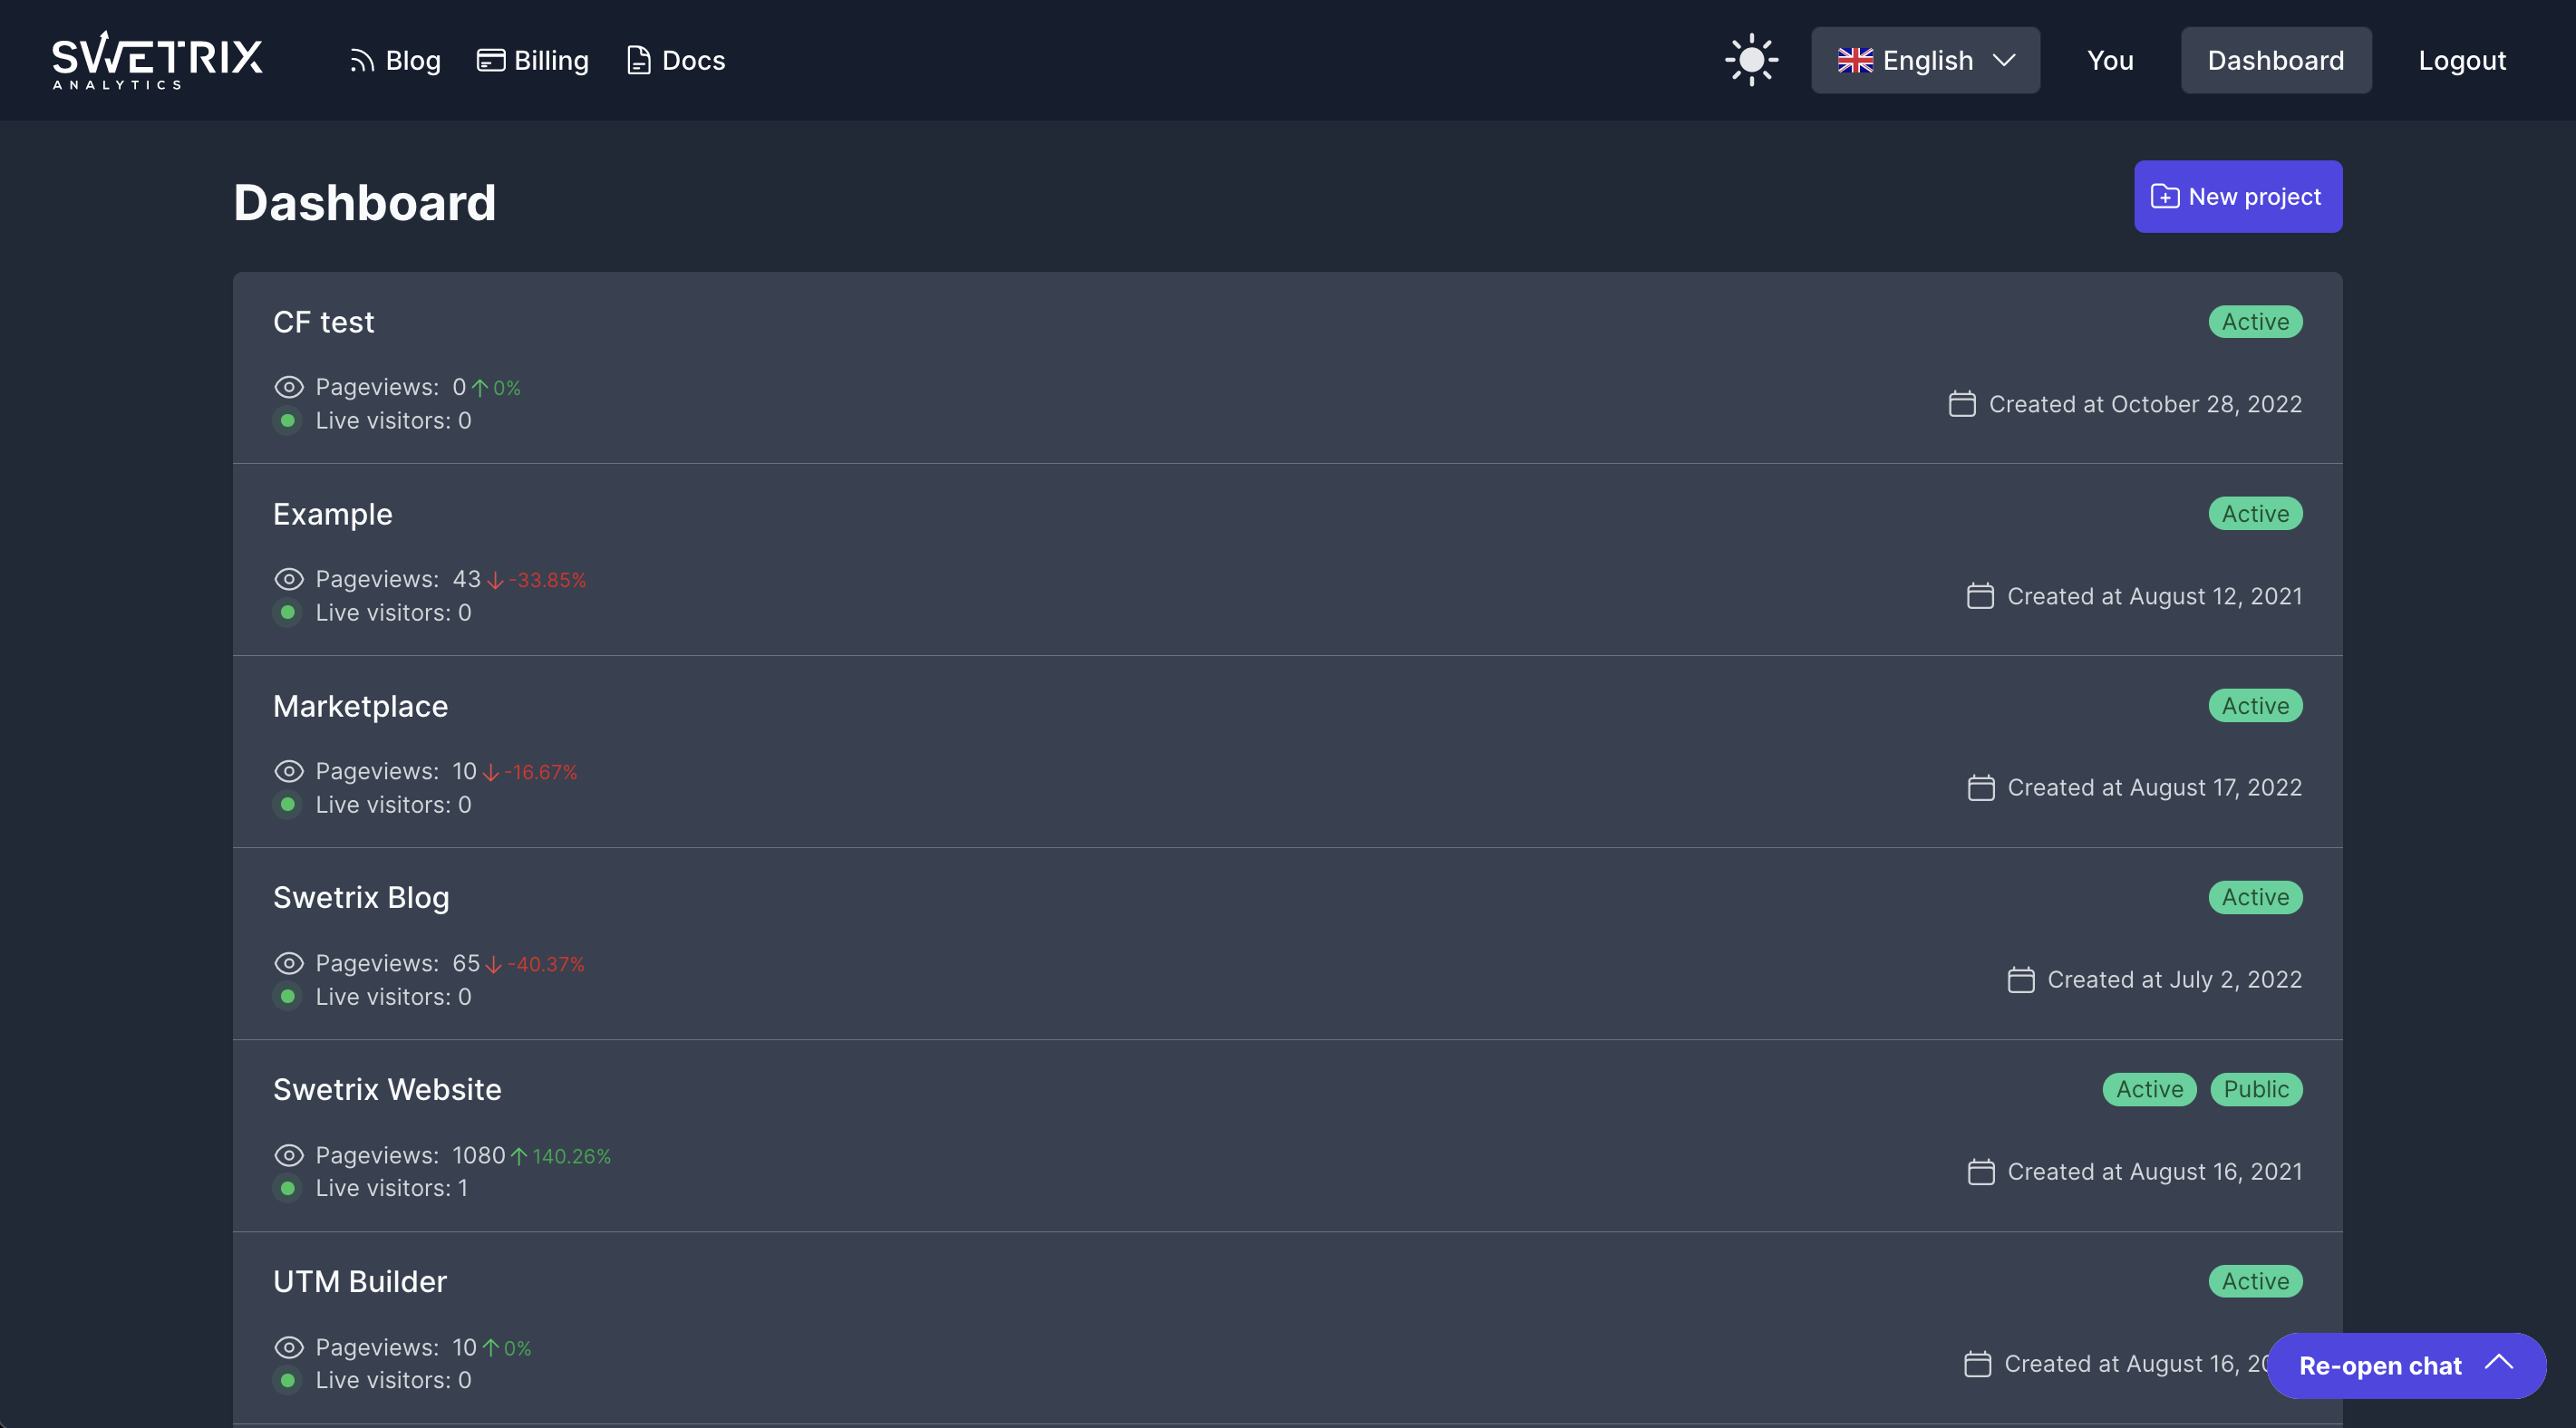 SWETRIX
ANALYTICS
Blog
Billing
Docs
English
You
Dashboard
Logout
Dashboard
New project
CF test
Active
Pageviews: 0 0%
Live visitors: 0
Created at October 28, 2022
Example
Active
Pageviews: 43 -33.85%
Live visitors: 0
Created at August 12, 2021
Marketplace
Active
Pageviews: 10 -16.67%
Live visitors: 0
Created at August 17, 2022
Swetrix Blog
Active
Pageviews: 65 -40.37%
Live visitors: 0
Created at July 2, 2022
Swetrix Website
Active
Public
Pageviews: 1080 140.26%
Live visitors: 1
Created at August 16, 2021
UTM Builder
Active
Pageviews: 10 0%
Live visitors: 0
Created at August 16,
Re-open chat